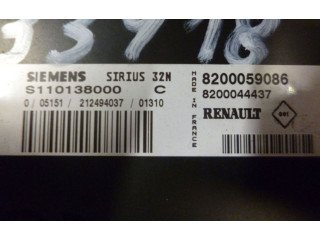 SIEMENS SIRIUS 32N
S110138000 C
0 / 05151 / 212494037 / 01310
MADE IN FRANCE
8200059086
8200044437
RENAULT